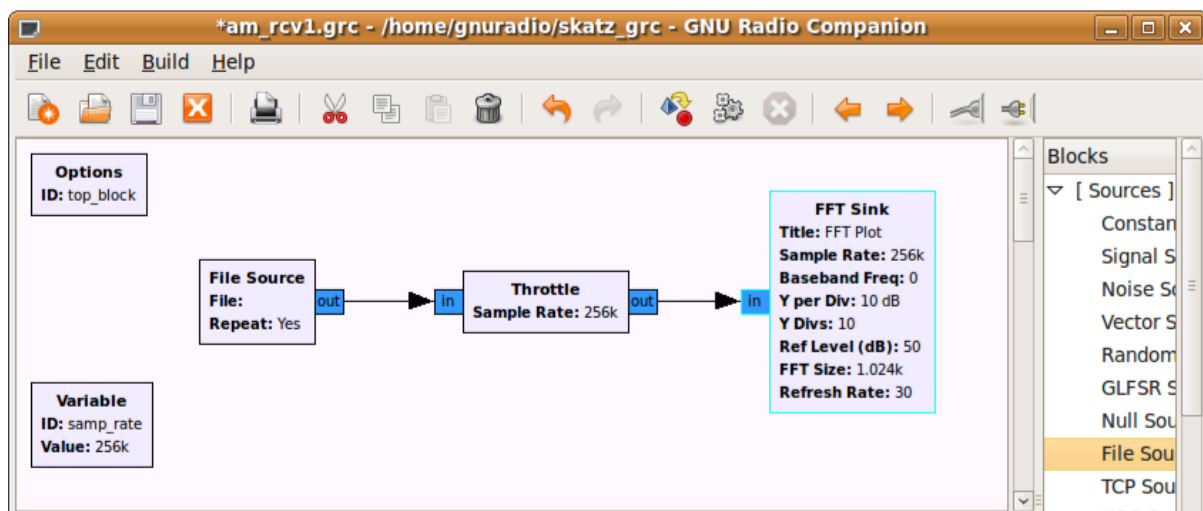 *am_rcv1.grc - /home/gnuradio/skatz_grc - GNU Radio Companion
File Edit Build Help
Options
ID: top_block
File Source
File:
Repeat: Yes
out
in
Throttle
Sample Rate: 256k
out
in
FFT Sink
Title: FFT Plot
Sample Rate: 256k
Baseband Freq: 0
Y per Div: 10 dB
Y Divs: 10
Ref Level (dB): 50
FFT Size: 1.024k
Refresh Rate: 30
Variable
ID: samp_rate
Value: 256k
Blocks
[ Sources ]
Constan
Signal S
Noise So
Vector S
Random
GLFSR S
Null Sou
File Sou
TCP Sou